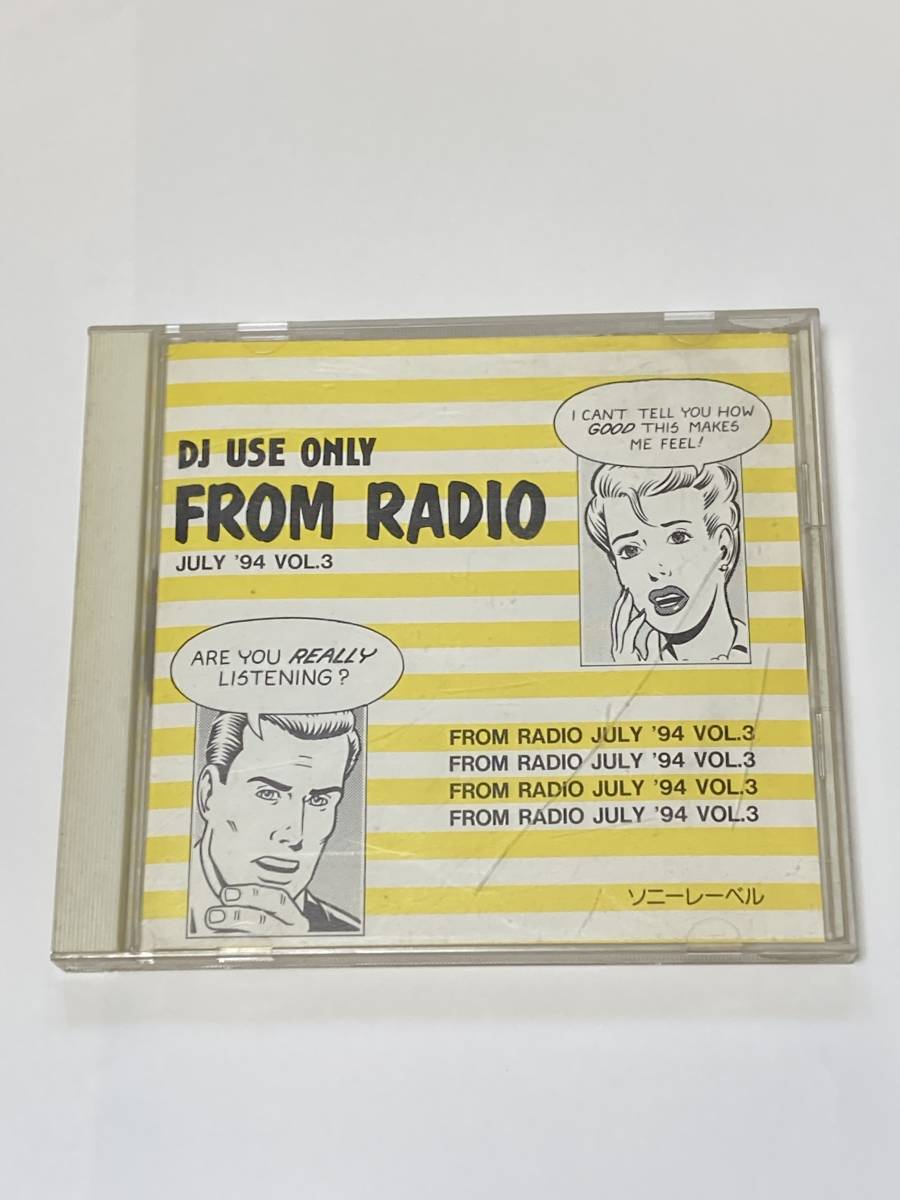 I CAN'T TELL YOU HOW
GOOD THIS MAKES
ME FEEL!
DJ USE ONLY
FROM RADIO
JULY '94 VOL.3
ARE YOU REALLY
LISTENING?
FROM RADIO JULY '94 VOL.3
FROM RADIO JULY '94 VOL.3
FROM RADIO JULY '94 VOL.3
FROM RADIO JULY '94 VOL.3
ソニーレーベル